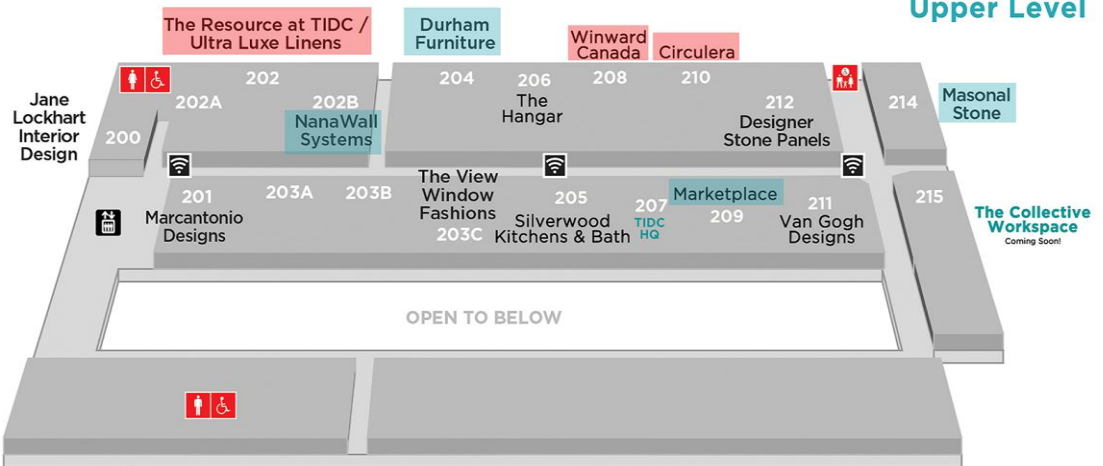 Upper Level
The Resource at TIDC /
Ultra Luxe Linens
Durham
Furniture
Winward
Canada
Circulera
202
204
206
208
210
The
Hangar
202A
202B
NanaWall
Systems
212
Designer
Stone Panels
214
Masonal
Stone
Jane
Lockhart
Interior
Design
200
201
Marcantonio
Designs
203A
203B
The View
Window
Fashions
203C
205
Silverwood
Kitchens & Bath
207
TIDC
HQ
Marketplace
209
211
Van Gogh
Designs
215
The Collective
Workspace
Coming Soon!
OPEN TO BELOW